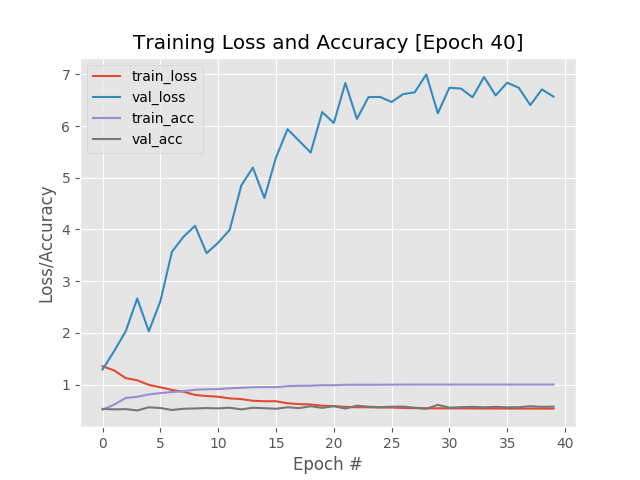 Training Loss and Accuracy [Epoch 40]
train_loss
val_loss
train_acc
val_acc
7
6
5
4
3
2
1
Loss/Accuracy
0 5 10 15 20 25 30 35 40
Epoch #